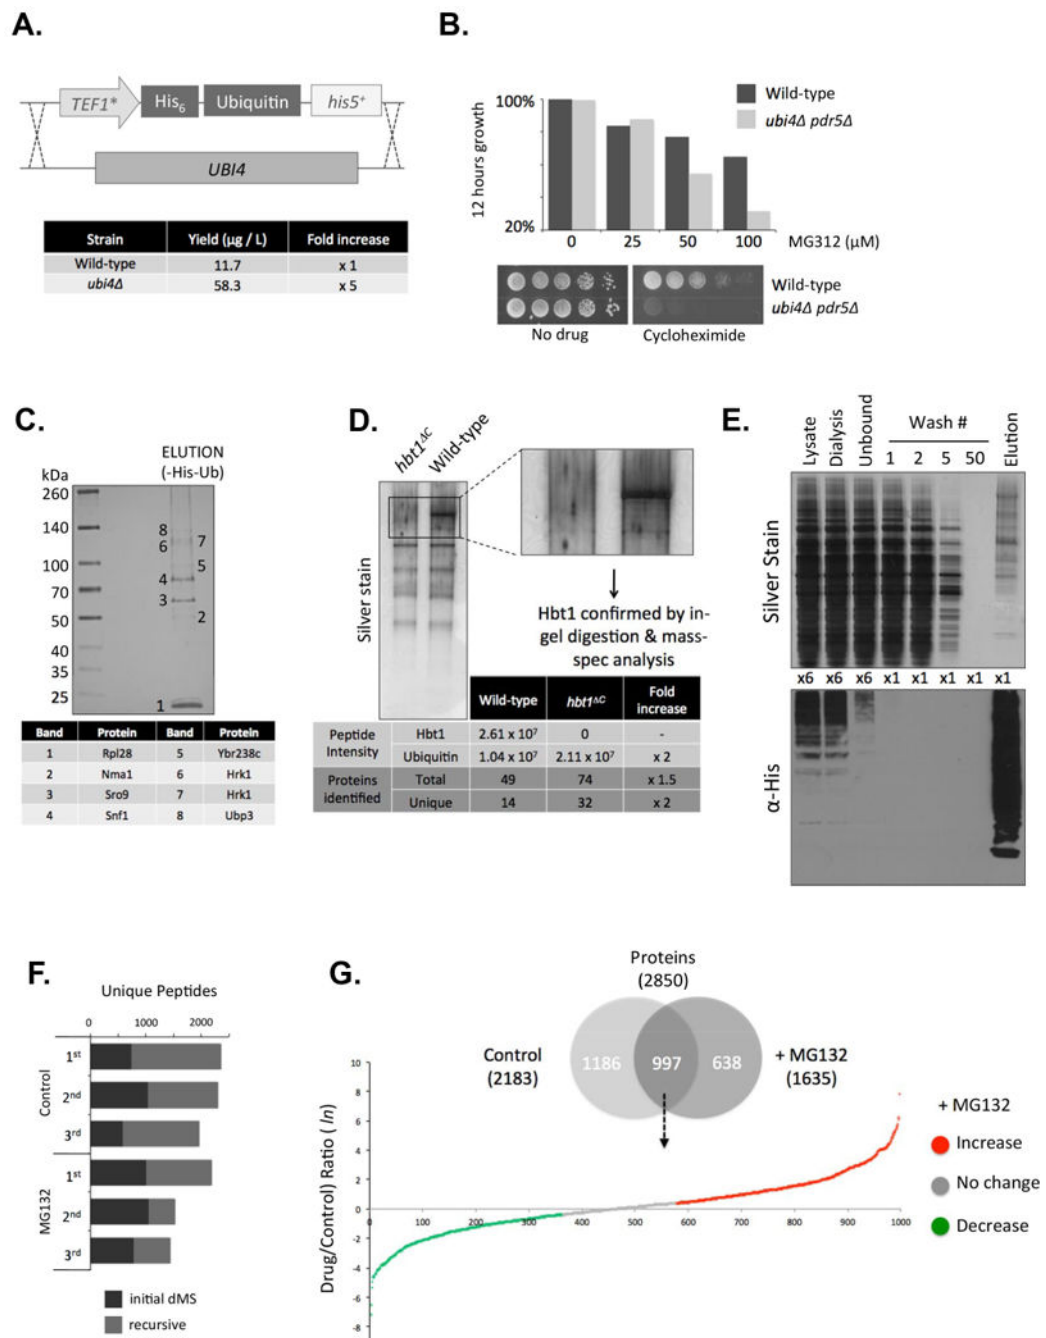 A.
TEF1* His6 Ubiquitin his5+
UBI4
Strain Yield (µg / L) Fold increase
Wild-type 11.7 x 1
ubi4Δ 58.3 x 5
B.
Wild-type
ubi4Δ pdr5Δ
100%
12 hours growth
20%
0 25 50 100 MG312 (µM)
Wild-type
ubi4Δ pdr5Δ
No drug Cycloheximide
C.
ELUTION
(-His-Ub)
kDa
260
140
100
70
50
40
35
25
8
7
6
5
4
3
2
1
Band Protein Band Protein
1 Rpl28 5 Ybr238c
2 Nma1 6 Hrk1
3 Sro9 7 Hrk1
4 Snf1 8 Ubp3
D.
hbt1ΔC Wild-type
Silver stain
Hbt1 confirmed by in-
gel digestion & mass-
spec analysis
Wild-type hbt1ΔC Fold increase
Peptide Intensity Hbt1 2.61 x 10⁷ 0 -
Ubiquitin 1.04 x 10⁷ 2.11 x 10⁷ x 2
Proteins identified Total 49 74 x 1.5
Unique 14 32 x 2
E.
Lysate Dialysis Unbound Wash # Elution
1 2 5 50
Silver Stain
x6 x6 x6 x1 x1 x1 x1 x1
α-His
F.
Unique Peptides
0 1000 2000
Control
1st
2nd
3rd
MG132
1st
2nd
3rd
initial dMS
recursive
G.
Proteins
(2850)
Control
(2183)
1186 997 638
+ MG132
(1635)
Drug/Control) Ratio ( ln)
10
8
6
4
2
0
-2
-4
-6
-8
0 100 200 300 400 500 600 700 800 900 1000
+ MG132
Increase
No change
Decrease